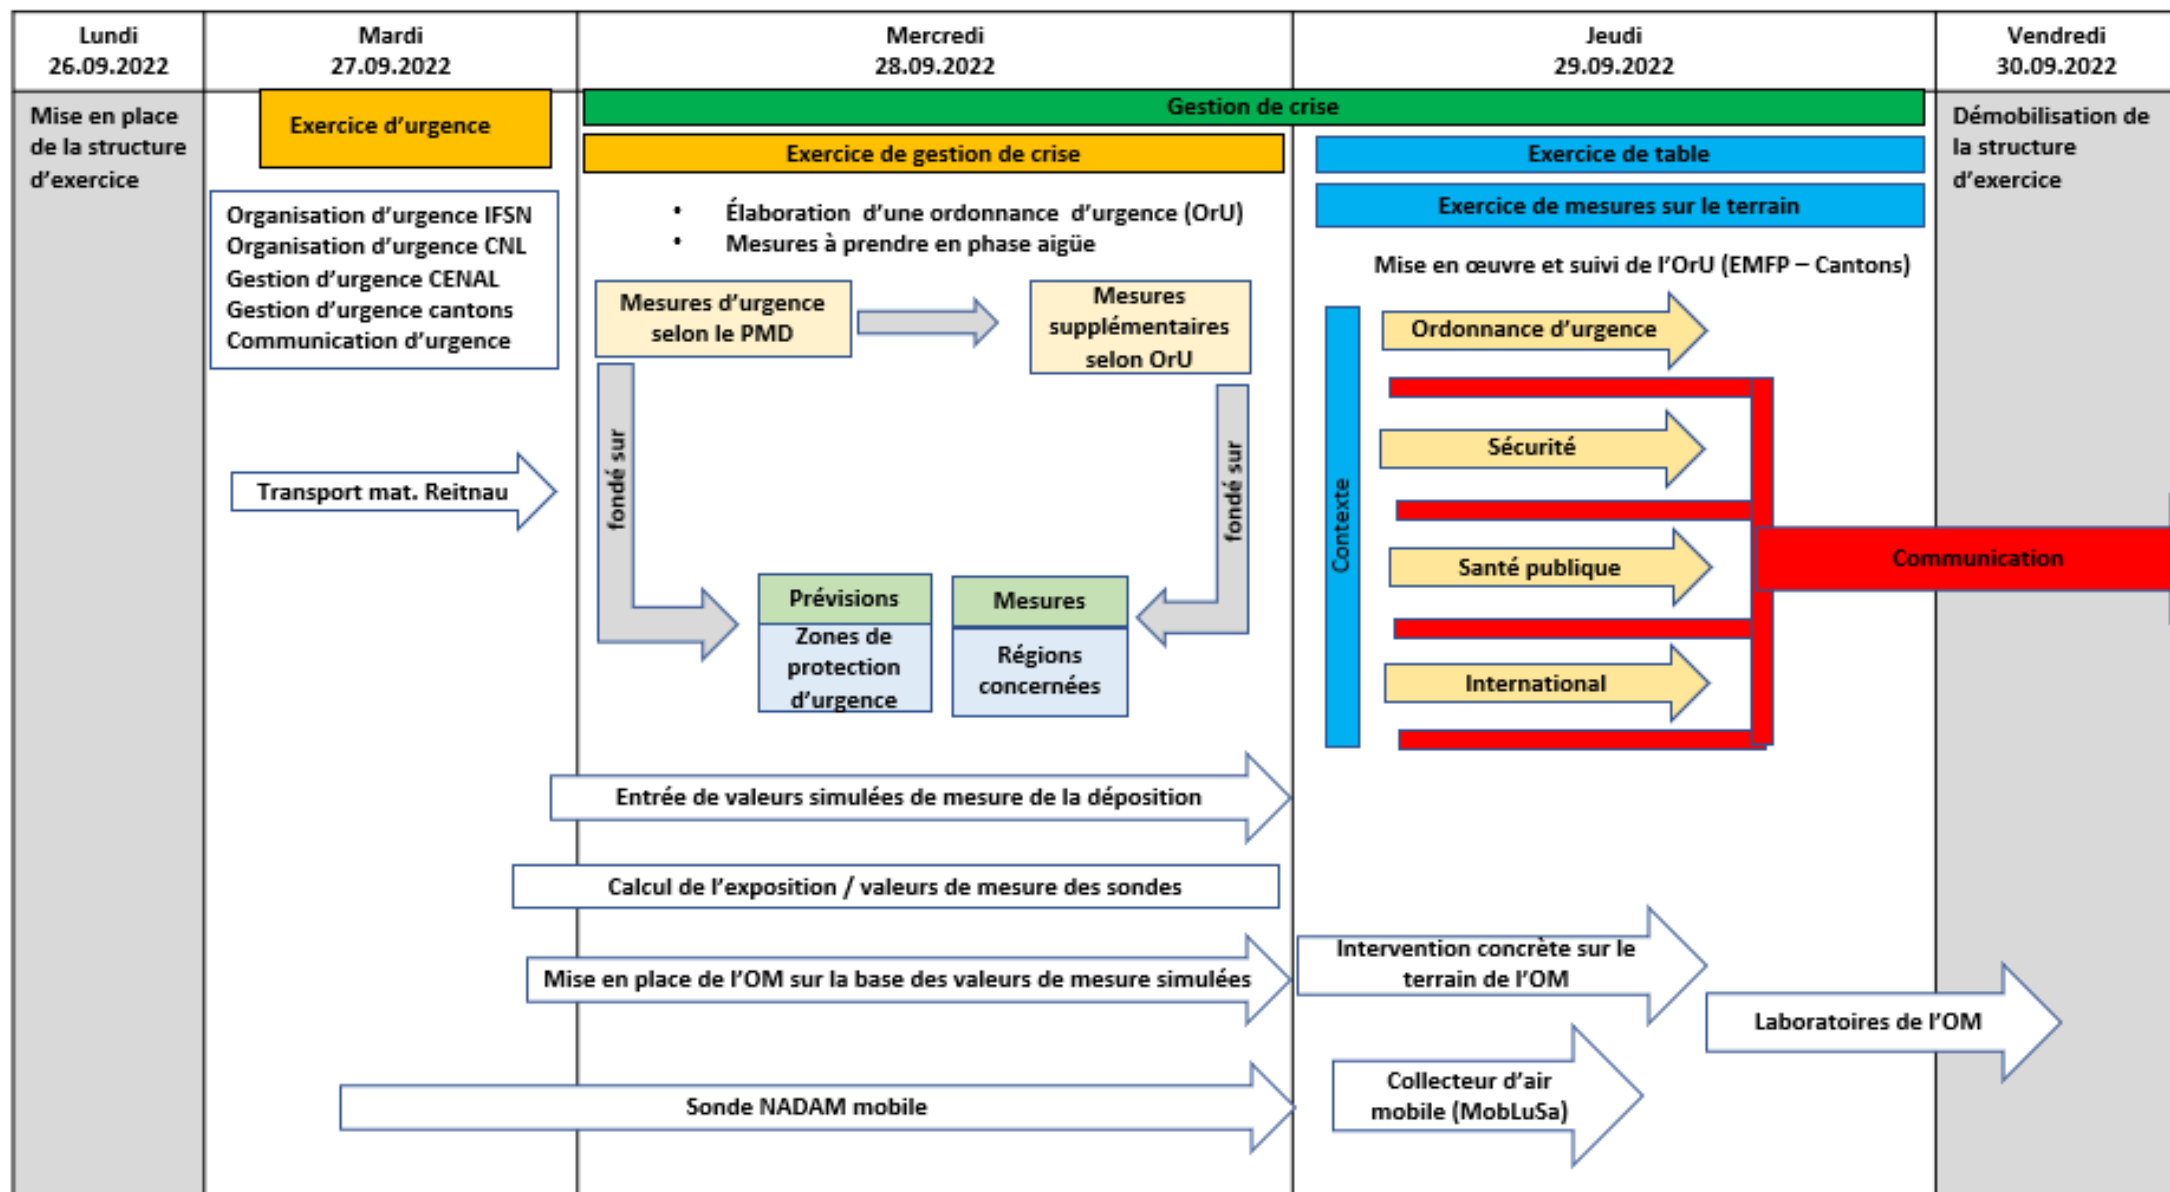 Lundi
26.09.2022
Mardi
27.09.2022
Mercredi
28.09.2022
Jeudi
29.09.2022
Vendredi
30.09.2022
Mise en place
de la structure
d'exercice
Exercice d'urgence
Organisation d'urgence IFSN
Organisation d'urgence CNL
Gestion d'urgence CENAL
Gestion d'urgence cantons
Communication d'urgence
Transport mat. Reitnau
Gestion de crise
Exercice de gestion de crise
• Élaboration d'une ordonnance d'urgence (OrU)
• Mesures à prendre en phase aigüe
Mesures d'urgence
selon le PMD
Mesures
supplémentaires
selon OrU
fondé sur
fondé sur
Prévisions
Zones de
protection
d'urgence
Mesures
Régions
concernées
Entrée de valeurs simulées de mesure de la déposition
Calcul de l'exposition / valeurs de mesure des sondes
Mise en place de l'OM sur la base des valeurs de mesure simulées
Sonde NADAM mobile
Exercice de table
Exercice de mesures sur le terrain
Mise en œuvre et suivi de l'OrU (EMFP – Cantons)
Contexte
Ordonnance d'urgence
Sécurité
Santé publique
International
Communication
Intervention concrète sur le
terrain de l'OM
Laboratoires de l'OM
Collecteur d'air
mobile (MobLuSa)
Démobilisation de
la structure
d'exercice